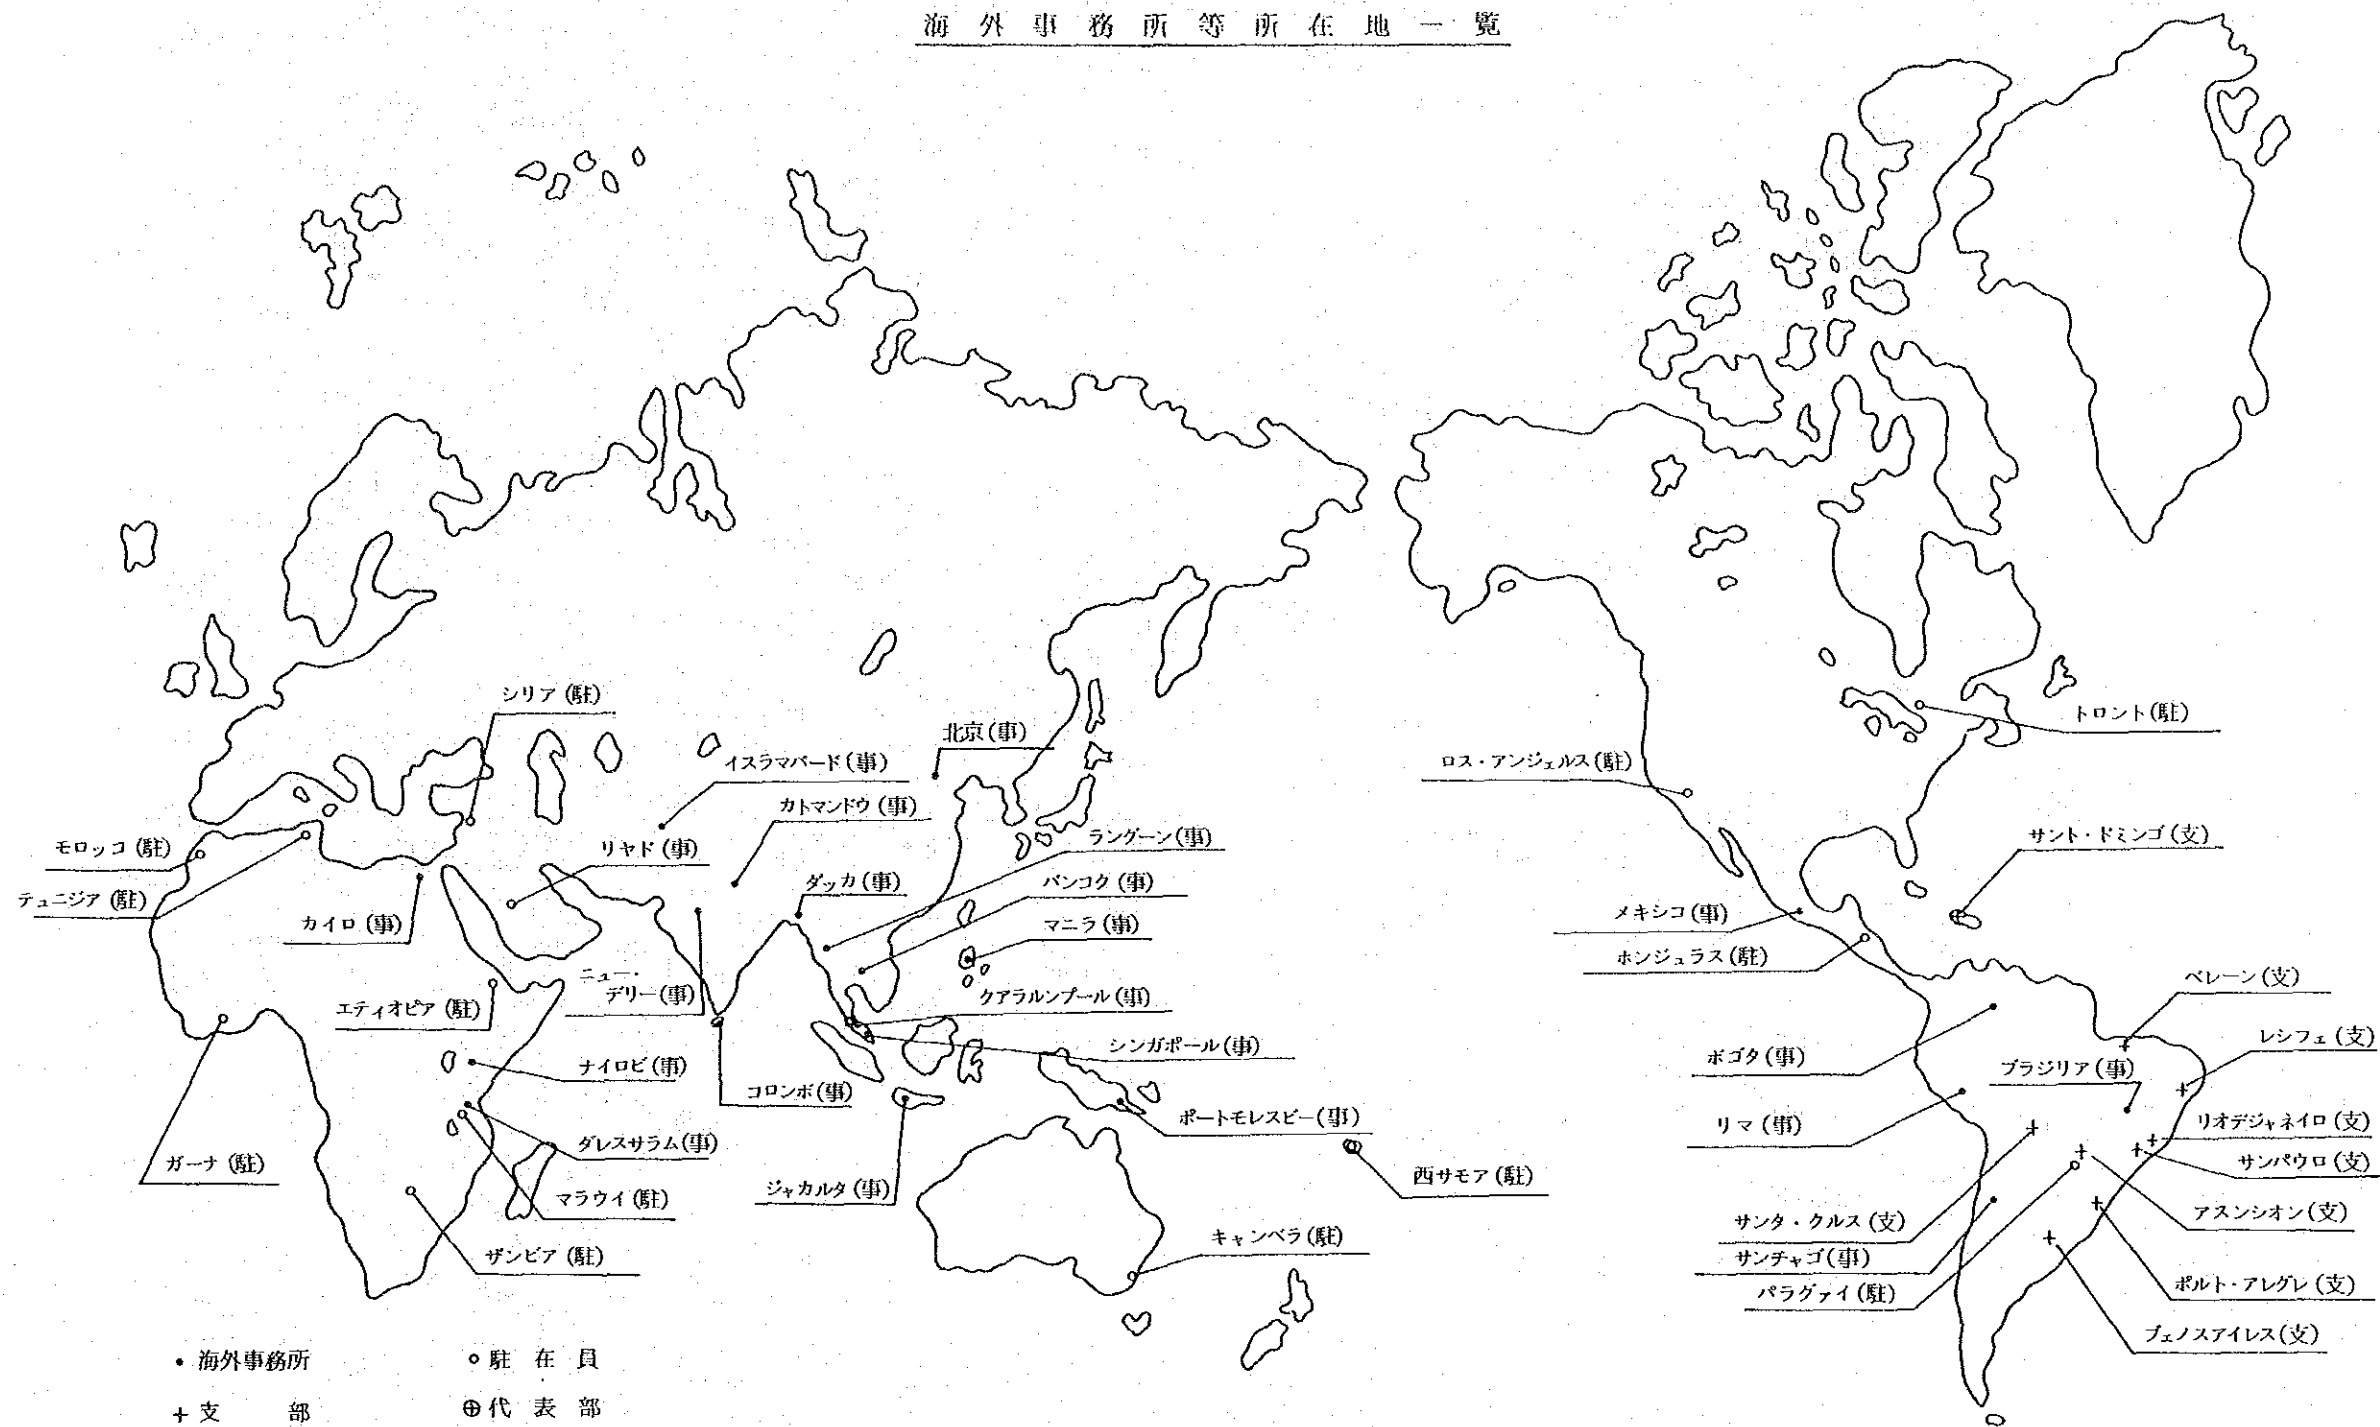 海外事務所等所在地一覧
シリア(駐)
トロント(駐)
北京(事)
イスラマバード(事)
ロス・アンジェルス(駐)
カトマンドウ(事)
ラングーン(事)
サント・ドミンゴ(支)
モロッコ(駐)
リヤド(事)
ダッカ(事)
バンコク(事)
テュニジア(駐)
カイロ(事)
マニラ(事)
メキシコ(事)
ホンジュラス(駐)
ニュー・
デリー(事)
エティオピア(駐)
クアラルンプール(事)
ベレーン(支)
レシフェ(支)
シンガポール(事)
ボゴタ(事)
ブラジリア(事)
ナイロビ(事)
コロンボ(事)
ポートモレスビー(事)
リマ(事)
リオデジャネイロ(支)
ダレスサラム(事)
サンパウロ(支)
ガーナ(駐)
西サモア(駐)
ジャカルタ(事)
マラウイ(駐)
アスンシオン(支)
サンタ・クルス(支)
キャンベラ(駐)
ザンビア(駐)
サンチャゴ(事)
ポルト・アレグレ(支)
パラグァイ(駐)
ブェノスアイレス(支)
・海外事務所
○駐在員
+支部
⊕代表部